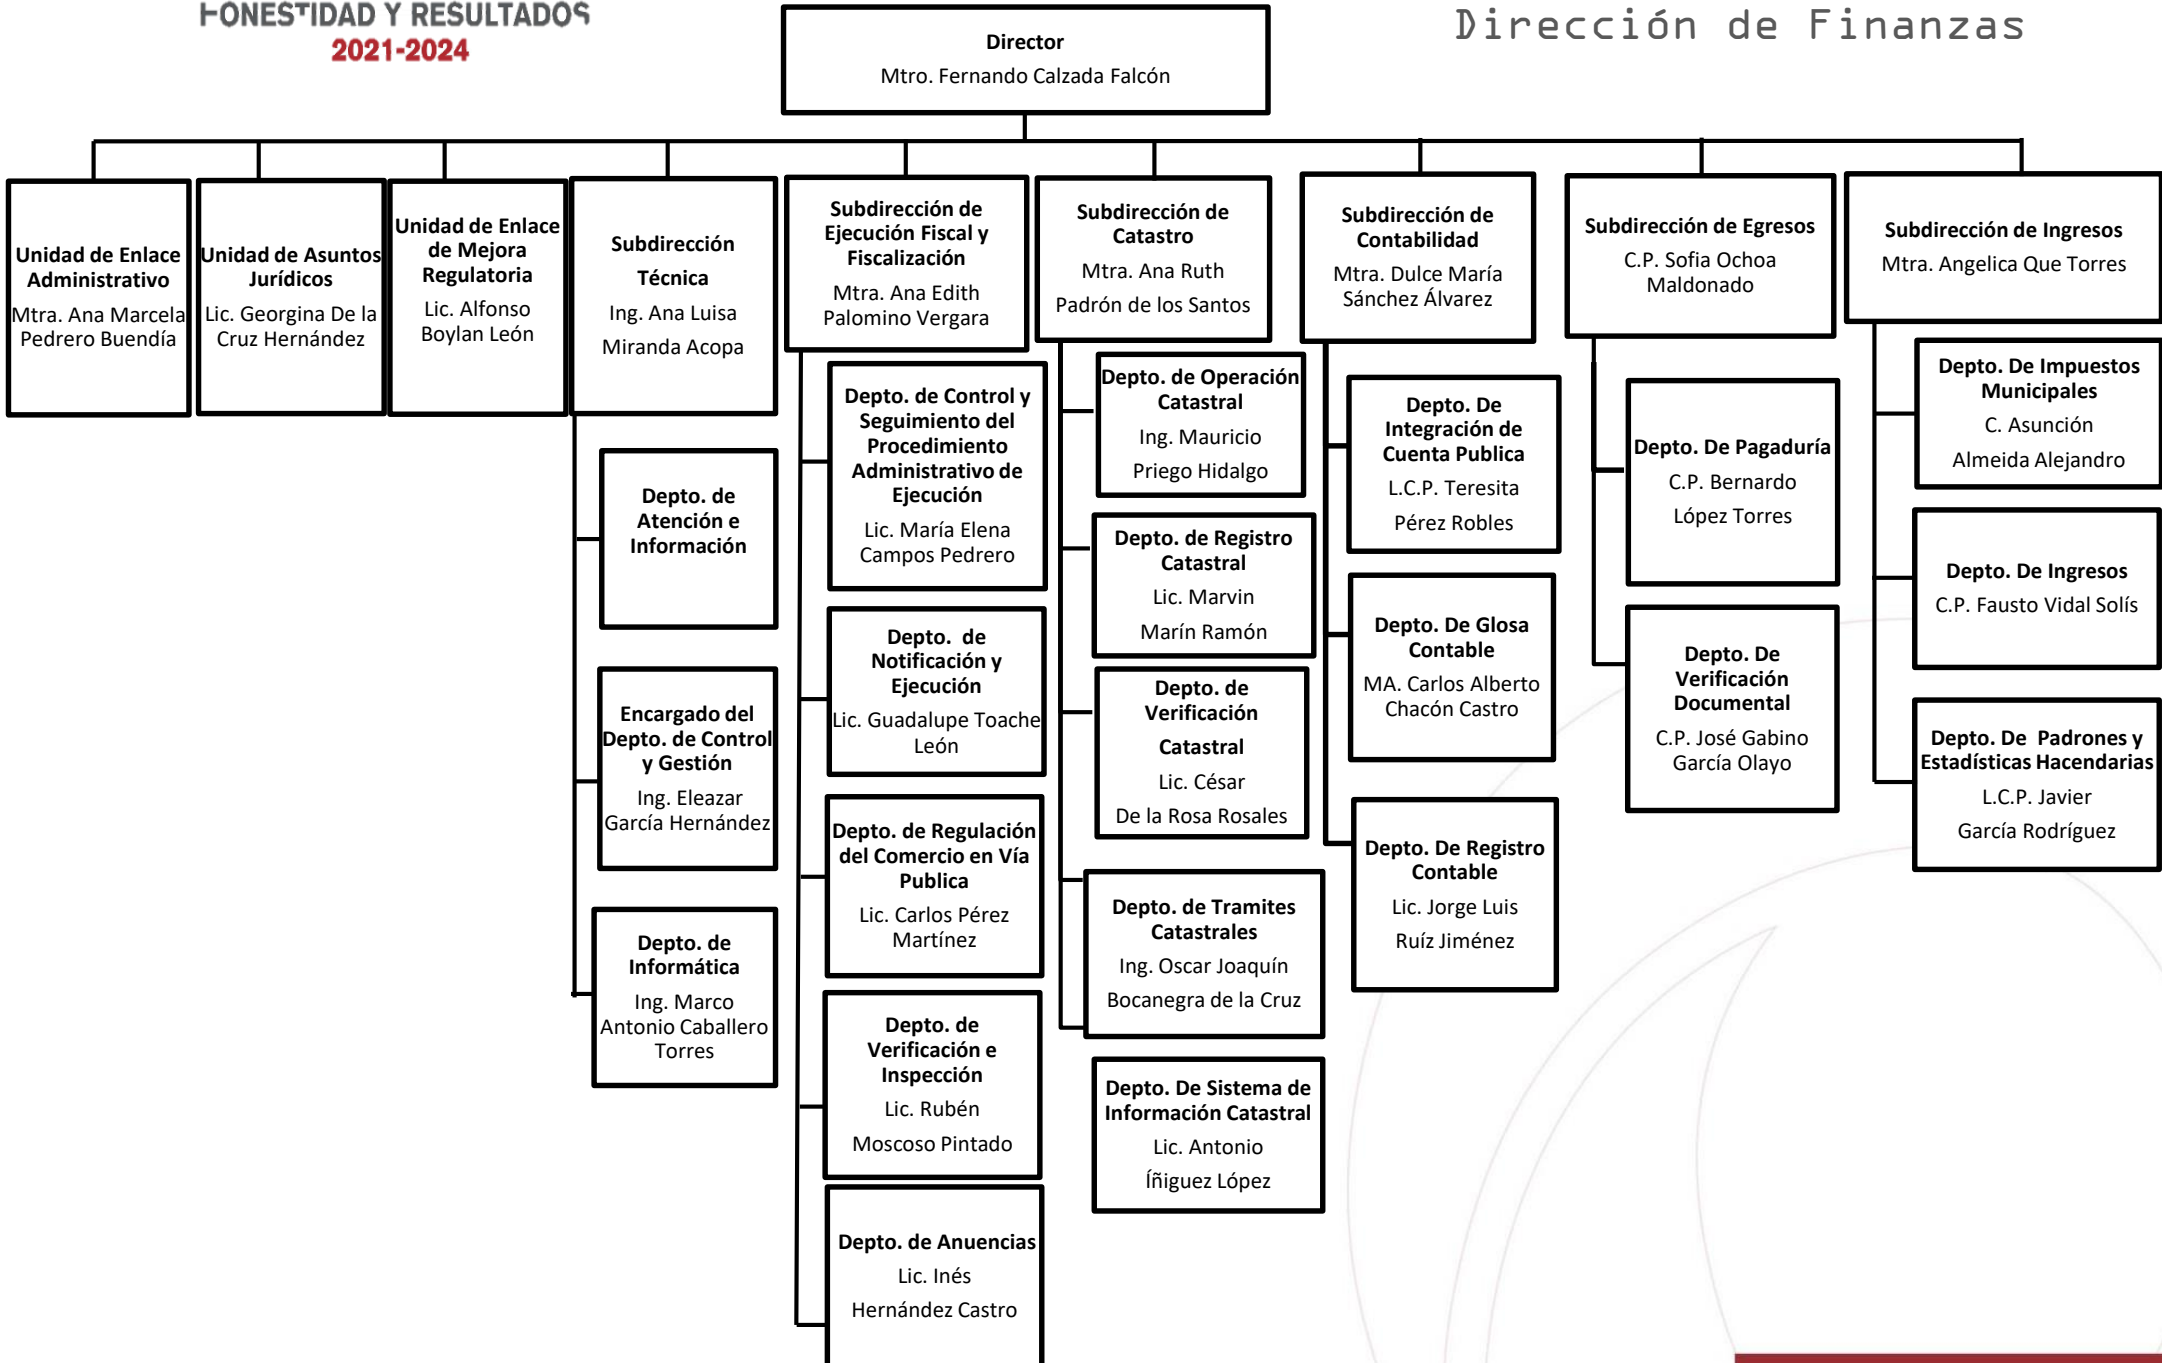 HONESTIDAD Y RESULTADOS
2021-2024
Dirección de Finanzas
Director
Mtro. Fernando Calzada Falcón
Unidad de Enlace
Administrativo
Mtra. Ana Marcela
Pedrero Buendía
Unidad de Asuntos
Jurídicos
Lic. Georgina De la
Cruz Hernández
Unidad de Enlace
de Mejora
Regulatoria
Lic. Alfonso
Boylan León
Subdirección
Técnica
Ing. Ana Luisa
Miranda Acopa
Depto. de
Atención e
Información
Encargado del
Depto. de Control
y Gestión
Ing. Eleazar
García Hernández
Depto. de
Informática
Ing. Marco
Antonio Caballero
Torres
Subdirección de
Ejecución Fiscal y
Fiscalización
Mtra. Ana Edith
Palomino Vergara
Depto. de Control y
Seguimiento del
Procedimiento
Administrativo de
Ejecución
Lic. María Elena
Campos Pedrero
Depto. de
Notificación y
Ejecución
Lic. Guadalupe Toache
León
Depto. de Regulación
del Comercio en Vía
Publica
Lic. Carlos Pérez
Martínez
Depto. de
Verificación e
Inspección
Lic. Rubén
Moscoso Pintado
Depto. de Anuencias
Lic. Inés
Hernández Castro
Subdirección de
Catastro
Mtra. Ana Ruth
Padrón de los Santos
Depto. de Operación
Catastral
Ing. Mauricio
Priego Hidalgo
Depto. de Registro
Catastral
Lic. Marvin
Marín Ramón
Depto. de
Verificación
Catastral
Lic. César
De la Rosa Rosales
Depto. de Tramites
Catastrales
Ing. Oscar Joaquín
Bocanegra de la Cruz
Depto. De Sistema de
Información Catastral
Lic. Antonio
Íñiguez López
Subdirección de
Contabilidad
Mtra. Dulce María
Sánchez Álvarez
Depto. De
Integración de
Cuenta Publica
L.C.P. Teresita
Pérez Robles
Depto. De Glosa
Contable
MA. Carlos Alberto
Chacón Castro
Depto. De Registro
Contable
Lic. Jorge Luis
Ruíz Jiménez
Subdirección de Egresos
C.P. Sofia Ochoa
Maldonado
Depto. De Pagaduría
C.P. Bernardo
López Torres
Depto. De
Verificación
Documental
C.P. José Gabino
García Olayo
Subdirección de Ingresos
Mtra. Angelica Que Torres
Depto. De Impuestos
Municipales
C. Asunción
Almeida Alejandro
Depto. De Ingresos
C.P. Fausto Vidal Solís
Depto. De  Padrones y
Estadísticas Hacendarias
L.C.P. Javier
García Rodríguez